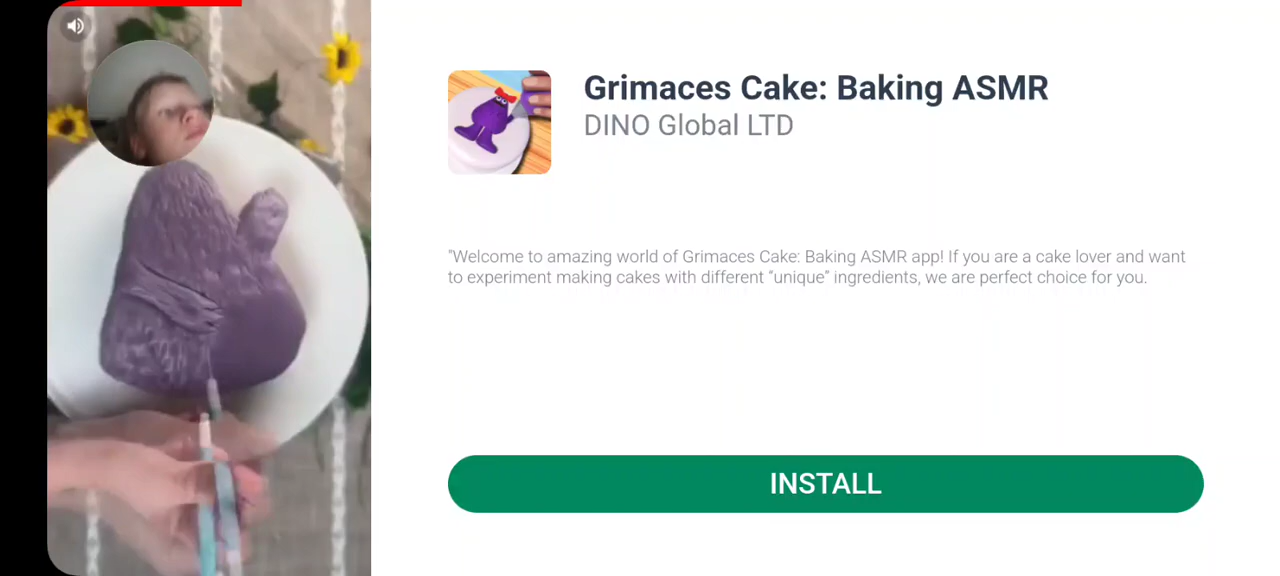 Grimaces Cake: Baking ASMR
DINO Global LTD
"Welcome to amazing world of Grimaces Cake: Baking ASMR app! If you are a cake lover and want
to experiment making cakes with different “unique” ingredients, we are perfect choice for you.
INSTALL